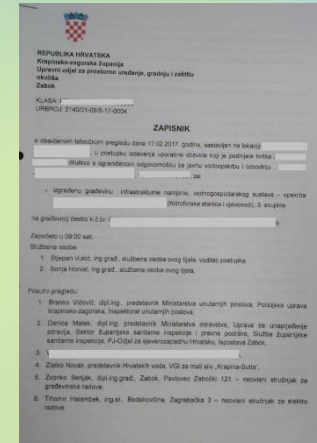 REPUBLIKA HRVATSKA
Krapinsko-zagorska županija
Upravni odjel za prostorno uređenje, gradnju i zaštitu
okoliša
Zabok
KLASA:
URBROJ: 2140/01-08/5-17-0004
ZAPISNIK
o obavljenom tehničkom pregledu dana 17.02.2017. godine, sastavljen na lokaciji
u postupku izdavanja uporabne dozvole koji je podnijela tvrtka
društvo s ograničenom odgovornošću za javnu vodoopskrbu i odvodnju
za:
- izgrađenu građevinu infrastrukturne namjene, vodnogospodarskog sustava - opskrba
(hidroforska stanica i cjevovod), 3. skupine
na građevnoj čestici k.č.br.
Započeto u 09:00 sati.
Službene osobe:
1. Stjepan Vukić, ing.građ., službena osoba ovog tijela, voditelj postupka
2. Sonja Horvat, ing.građ., službena osoba ovog tijela.
Prisutni pregledu:
1. Branko Vidović, dipl.ing., predstavnik Ministarstva unutarnjih poslova, Policijska uprava
krapinsko-zagorska, Inspektorat unutarnjih poslova,
2. Danica Matek, dipl.ing. predstavnik Ministarstva zdravstva, Uprava za unaprjeđenje
zdravlja, Sektor županijske sanitarne inspekcije i pravne podrške, Služba županijske
sanitarne inspekcije, PJ-Odjel za sjeverozapadnu Hrvatsku, Ispostava Zabok,
3.
4. Zlatko Novak, predstavnik Hrvatskih voda, VGI za mali sliv „Krapina-Sutla“,
5. Zvonko Benjak, dipl.ing.građ., Zabok, Pavlovec Zabočki 121 – neovisni stručnjak za
građevinske radove,
6. Tihomir Halambek, ing.el., Bedekovčina, Zagrebačka 3 – neovisni stručnjak za elektro
radove.